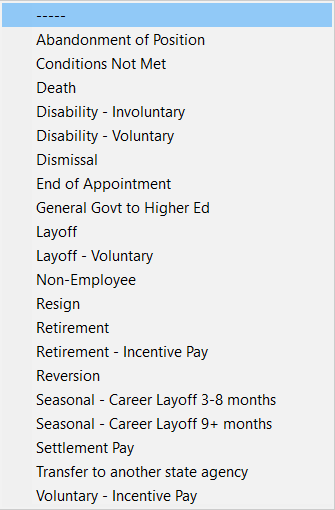 -----
Abandonment of Position
Conditions Not Met
Death
Disability - Involuntary
Disability - Voluntary
Dismissal
End of Appointment
General Govt to Higher Ed
Layoff
Layoff - Voluntary
Non-Employee
Resign
Retirement
Retirement - Incentive Pay
Reversion
Seasonal - Career Layoff 3-8 months
Seasonal - Career Layoff 9+ months
Settlement Pay
Transfer to another state agency
Voluntary - Incentive Pay